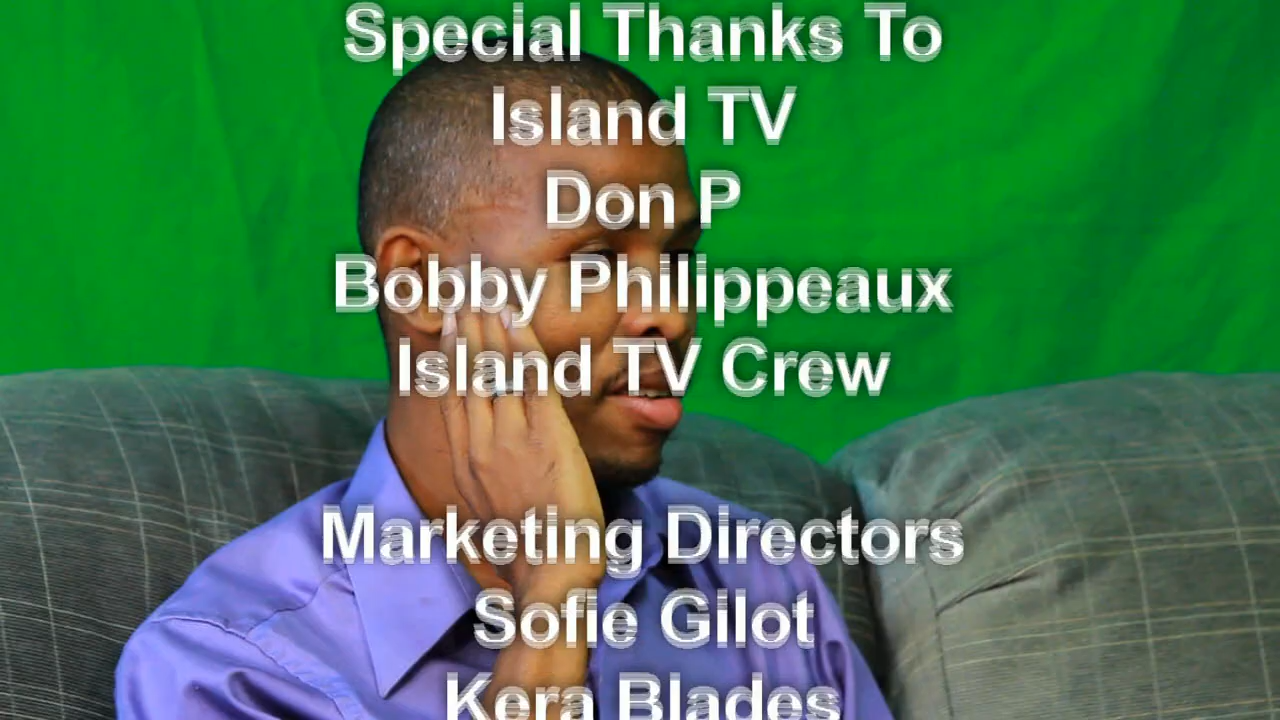 Special Thanks To
Island TV
Don P
Bobby Philippeaux
Island TV Crew
Marketing Directors
Sofie Gilot
Kera Blades